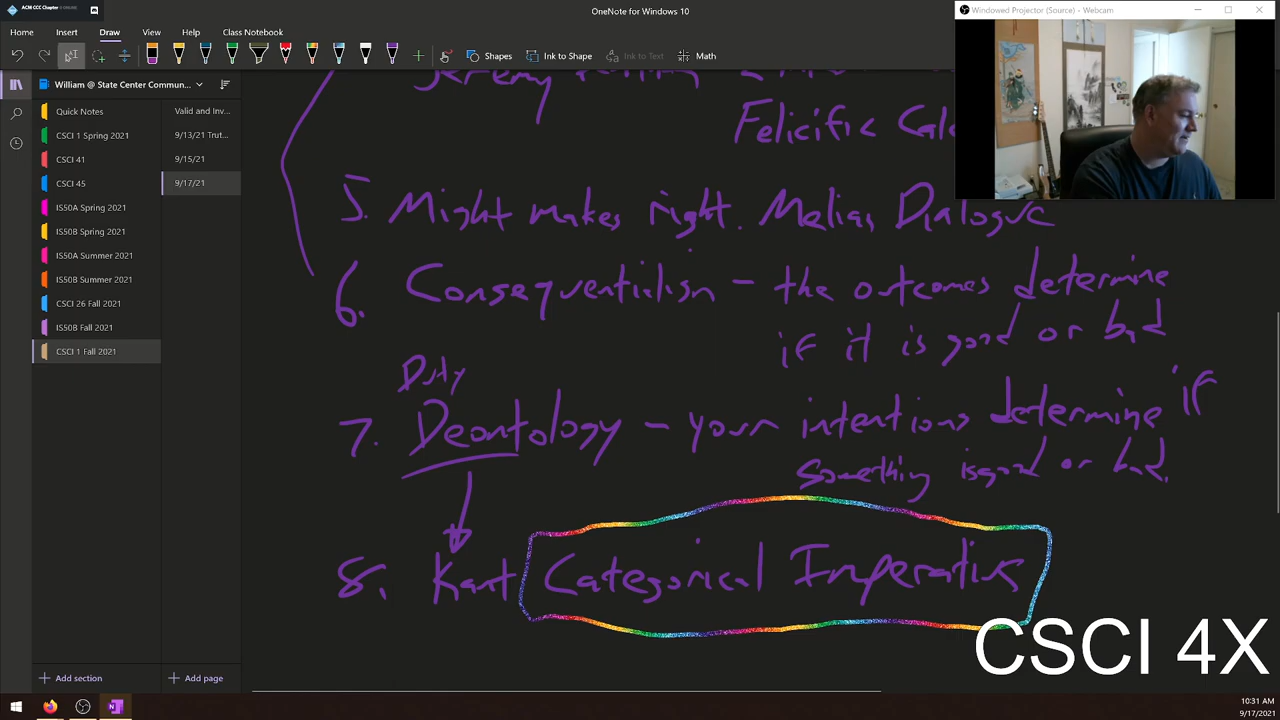 ACNI CCC Chapter
OneNote for Windows 10
Windowed Projector (Source) - Webcam
Home
Insert
Draw
View
Help
Class Notebook
Shapes
Ink to Shape
Ink to Text
Math
William @ State Center Commun...
Quick Notes
CSCI 1 Spring 2021
CSCI 41
CSCI 45
IS50A Spring 2021
IS50B Spring 2021
IS50A Summer 2021
IS50B Summer 2021
CSCI 26 Fall 2021
IS50B Fall 2021
CSCI 1 Fall 2021
Valid and Inv...
9/13/21 Trut...
9/15/21
9/17/21
Jeremy
Felicific Calc
5. Might makes right. Melian Dialogue
6. Consequentialism - the outcomes determine
if it is good or bad
Duty
7. Deontology - your intentions determine if
something is good or bad.
8. Kant Categorical Imperative
CSCI 4X
Add section
Add page
10:31 AM
9/17/2021